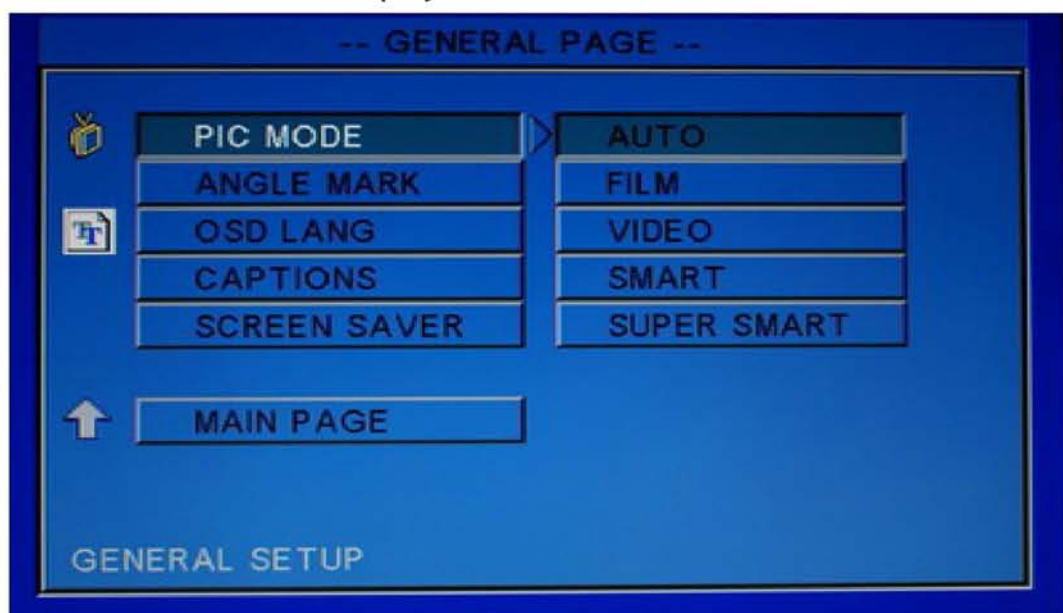 -- GENERAL PAGE --
PIC MODE AUTO
ANGLE MARK FILM
TT
OSD LANG VIDEO
CAPTIONS SMART
SCREEN SAVER SUPER SMART
MAIN PAGE
GENERAL SETUP